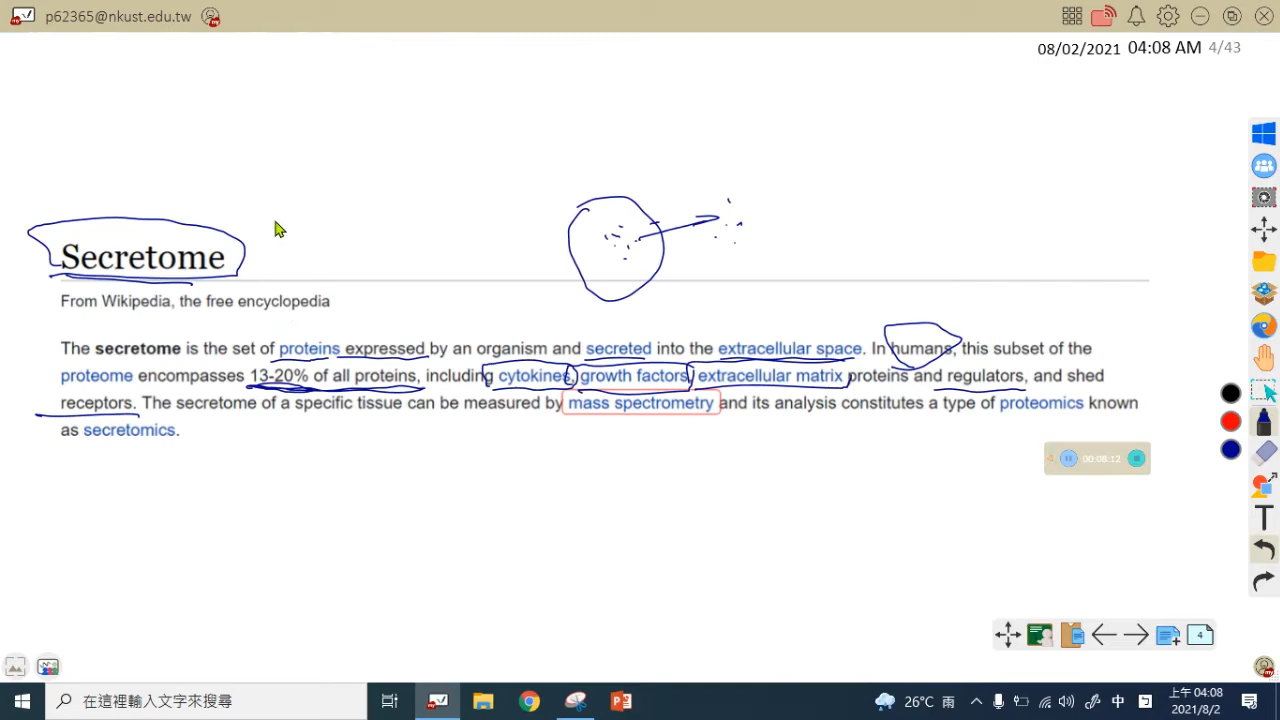 p62365@nkust.edu.tw
08/02/2021 04:08 AM 4/43
Secretome
From Wikipedia, the free encyclopedia
The secretome is the set of proteins expressed by an organism and secreted into the extracellular space. In humans, this subset of the
proteome encompasses 13-20% of all proteins, including cytokines, growth factors, extracellular matrix proteins and regulators, and shed
receptors. The secretome of a specific tissue can be measured by mass spectrometry and its analysis constitutes a type of proteomics known
as secretomics.
00:08:12
4
在這裡輸入文字來搜尋
26°C 雨
中
上午 04:08
2021/8/2